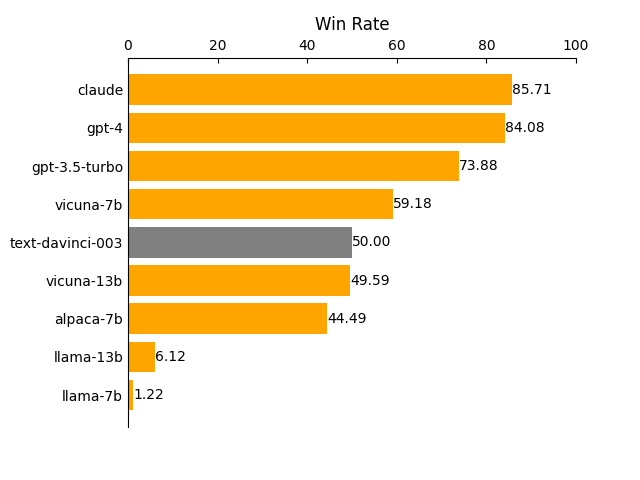 Win Rate
0 20 40 60 80 100
claude 85.71
gpt-4 84.08
gpt-3.5-turbo 73.88
vicuna-7b 59.18
text-davinci-003 50.00
vicuna-13b 49.59
alpaca-7b 44.49
llama-13b 6.12
llama-7b 1.22